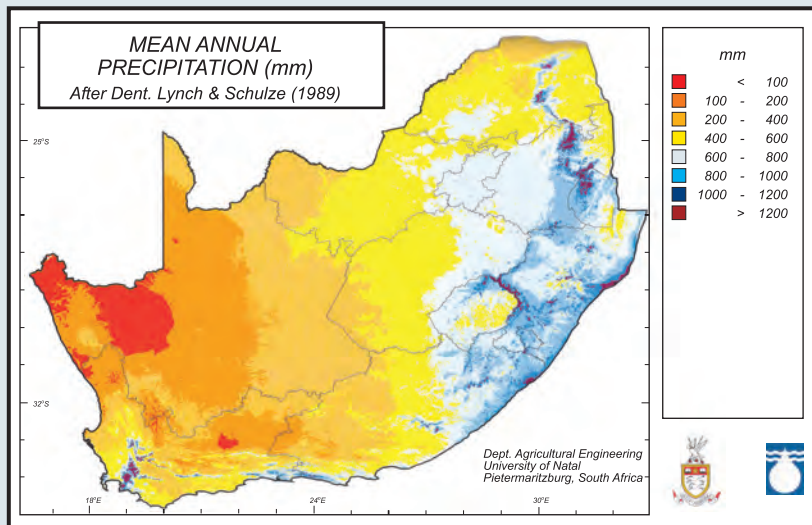 MEAN ANNUAL
PRECIPITATION (mm)
After Dent. Lynch & Schulze (1989)
mm
< 100
100 - 200
200 - 400
400 - 600
600 - 800
800 - 1000
1000 - 1200
> 1200
25°S
32°S
Dept. Agricultural Engineering
University of Natal
Pietermaritzburg, South Africa
18°E
24°E
30°E